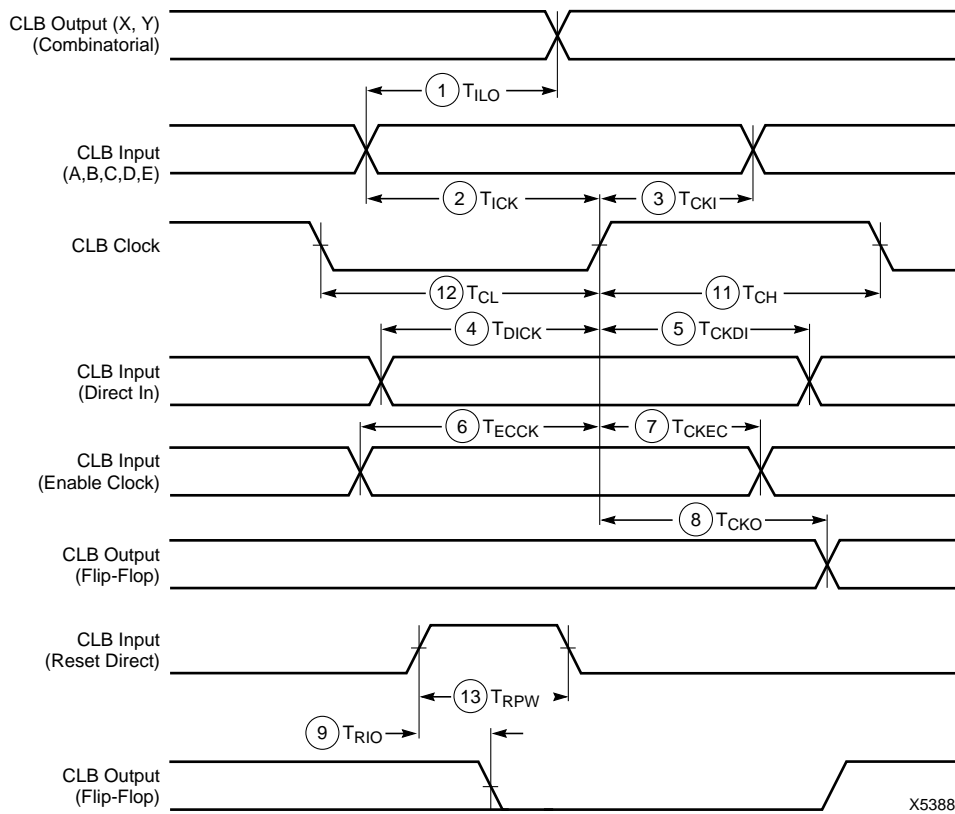 CLB Output (X, Y)
(Combinatorial)
1 TILO
CLB Input
(A,B,C,D,E)
2 TICK
3 TCKI
CLB Clock
12 TCL
11 TCH
4 TDICK
5 TCKDI
CLB Input
(Direct In)
6 TECCK
7 TCKEC
CLB Input
(Enable Clock)
8 TCKO
CLB Output
(Flip-Flop)
CLB Input
(Reset Direct)
13 TRPW
9 TRIO
CLB Output
(Flip-Flop)
X5388